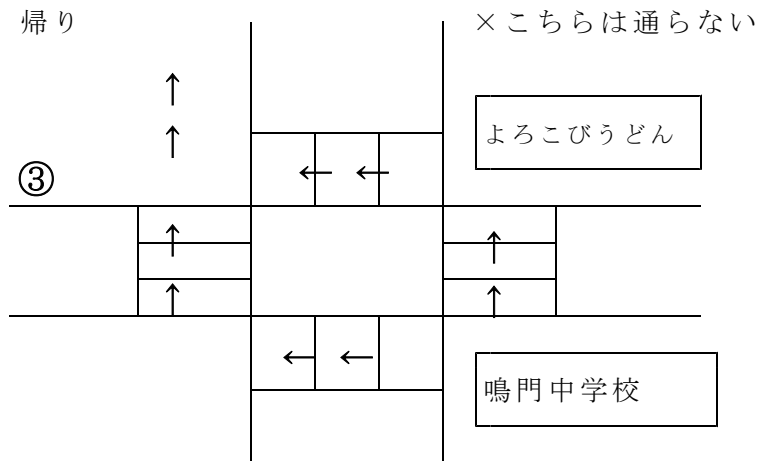 帰り
×こちらは通らない
よろこびうどん
③
鳴門中学校